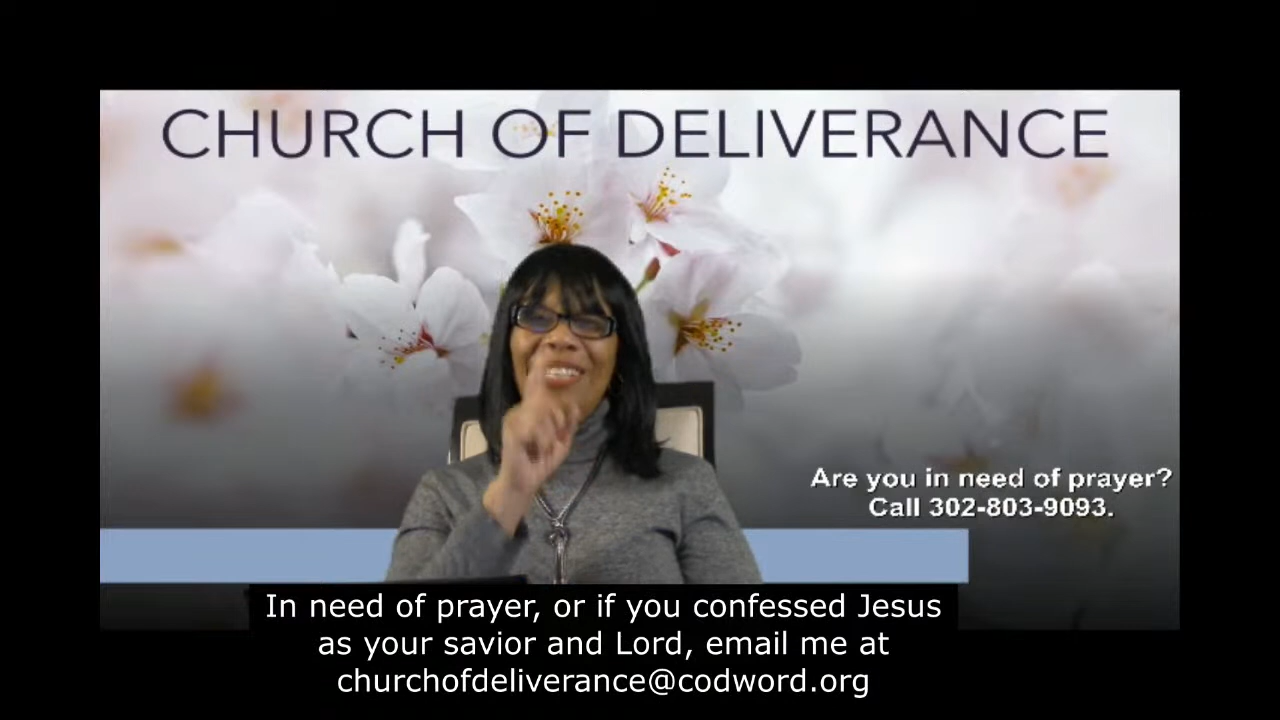 CHURCH OF DELIVERANCE
Are you in need of prayer?
Call 302-803-9093.
In need of prayer, or if you confessed Jesus
as your savior and Lord, email me at
churchofdeliverance@codword.org